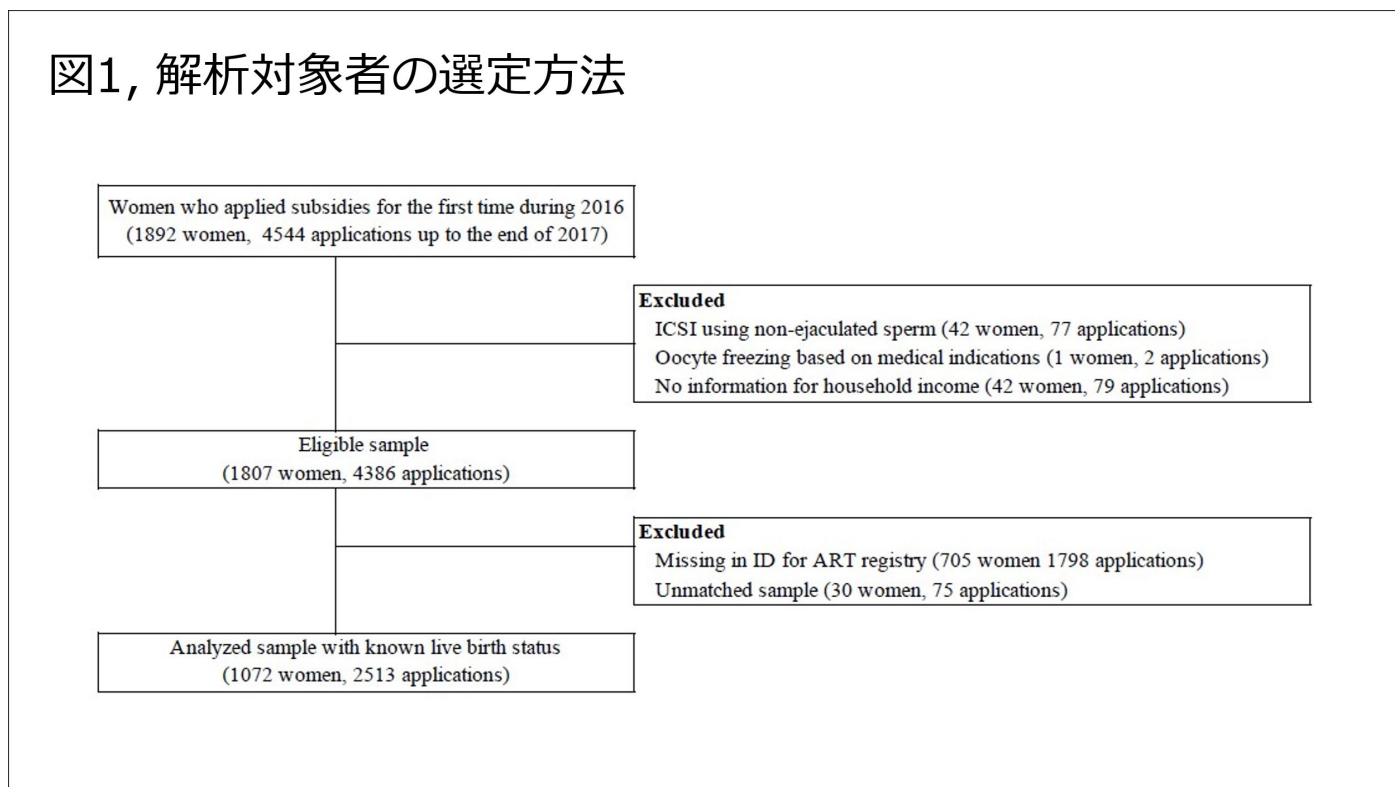 図1, 解析対象者の選定方法
Women who applied subsidies for the first time during 2016
(1892 women, 4544 applications up to the end of 2017)
Excluded
ICSI using non-ejaculated sperm (42 women, 77 applications)
Oocyte freezing based on medical indications (1 women, 2 applications)
No information for household income (42 women, 79 applications)
Eligible sample
(1807 women, 4386 applications)
Excluded
Missing in ID for ART registry (705 women 1798 applications)
Unmatched sample (30 women, 75 applications)
Analyzed sample with known live birth status
(1072 women, 2513 applications)